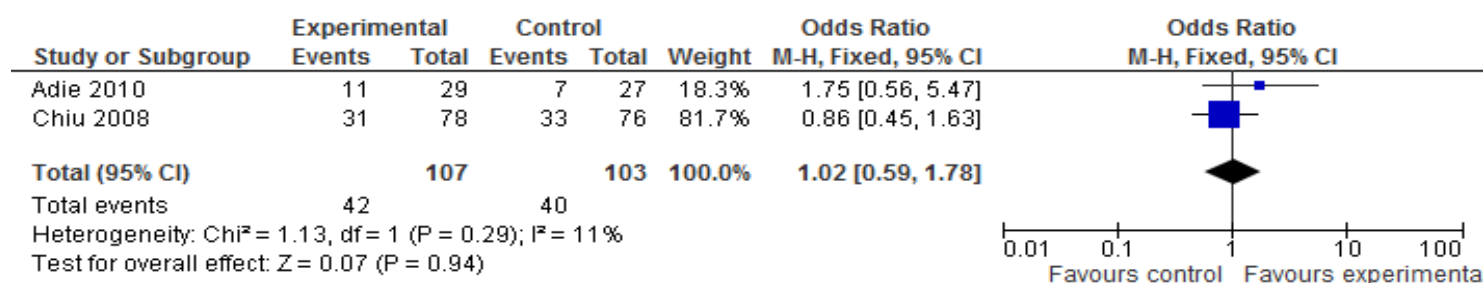 Experimental Control Odds Ratio Odds Ratio
Study or Subgroup Events Total Events Total Weight M-H, Fixed, 95% CI M-H, Fixed, 95% CI
Adie 2010 11 29 7 27 18.3% 1.75 [0.56, 5.47]
Chiu 2008 31 78 33 76 81.7% 0.86 [0.45, 1.63]
Total (95% CI) 107 103 100.0% 1.02 [0.59, 1.78]
Total events 42 40
Heterogeneity: Chi² = 1.13, df = 1 (P = 0.29); I² = 11%
Test for overall effect: Z = 0.07 (P = 0.94)
0.01 0.1 1 10 100
Favours control Favours experimenta